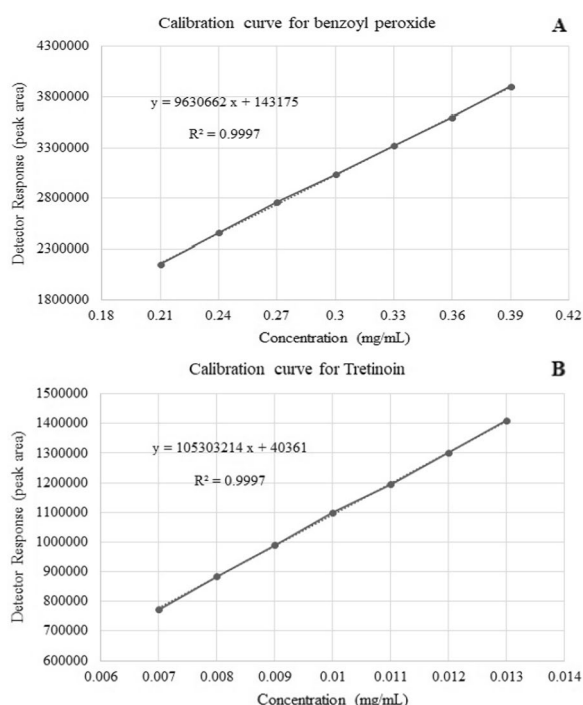 Calibration curve for benzoyl peroxide
A
4300000
3800000
3300000
2800000
2300000
1800000
Detector Response (peak area)
y = 9630662 x + 143175
R² = 0.9997
0.18 0.21 0.24 0.27 0.3 0.33 0.36 0.39 0.42
Concentration (mg/mL)
Calibration curve for Tretinoin
B
1500000
1400000
1300000
1200000
1100000
1000000
900000
800000
700000
600000
Detector Response (peak area)
y = 105303214 x + 40361
R² = 0.9997
0.006 0.007 0.008 0.009 0.01 0.011 0.012 0.013 0.014
Concentration (mg/mL)